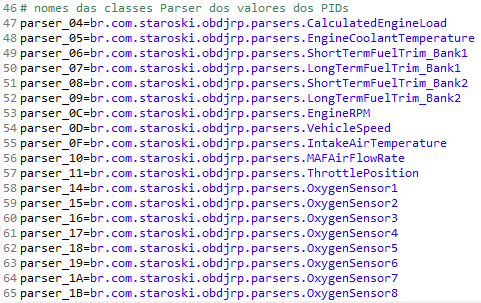 46 # nomes das classes Parser dos valores dos PIDs
47 parser_04=br.com.staroski.obdjrp.parsers.CalculatedEngineLoad
48 parser_05=br.com.staroski.obdjrp.parsers.EngineCoolantTemperature
49 parser_06=br.com.staroski.obdjrp.parsers.ShortTermFuelTrim_Bank1
50 parser_07=br.com.staroski.obdjrp.parsers.LongTermFuelTrim_Bank1
51 parser_08=br.com.staroski.obdjrp.parsers.ShortTermFuelTrim_Bank2
52 parser_09=br.com.staroski.obdjrp.parsers.LongTermFuelTrim_Bank2
53 parser_0C=br.com.staroski.obdjrp.parsers.EngineRPM
54 parser_0D=br.com.staroski.obdjrp.parsers.VehicleSpeed
55 parser_0F=br.com.staroski.obdjrp.parsers.IntakeAirTemperature
56 parser_10=br.com.staroski.obdjrp.parsers.MAFAirFlowRate
57 parser_11=br.com.staroski.obdjrp.parsers.ThrottlePosition
58 parser_14=br.com.staroski.obdjrp.parsers.OxygenSensor1
59 parser_15=br.com.staroski.obdjrp.parsers.OxygenSensor2
60 parser_16=br.com.staroski.obdjrp.parsers.OxygenSensor3
61 parser_17=br.com.staroski.obdjrp.parsers.OxygenSensor4
62 parser_18=br.com.staroski.obdjrp.parsers.OxygenSensor5
63 parser_19=br.com.staroski.obdjrp.parsers.OxygenSensor6
64 parser_1A=br.com.staroski.obdjrp.parsers.OxygenSensor7
65 parser_1B=br.com.staroski.obdjrp.parsers.OxygenSensor8